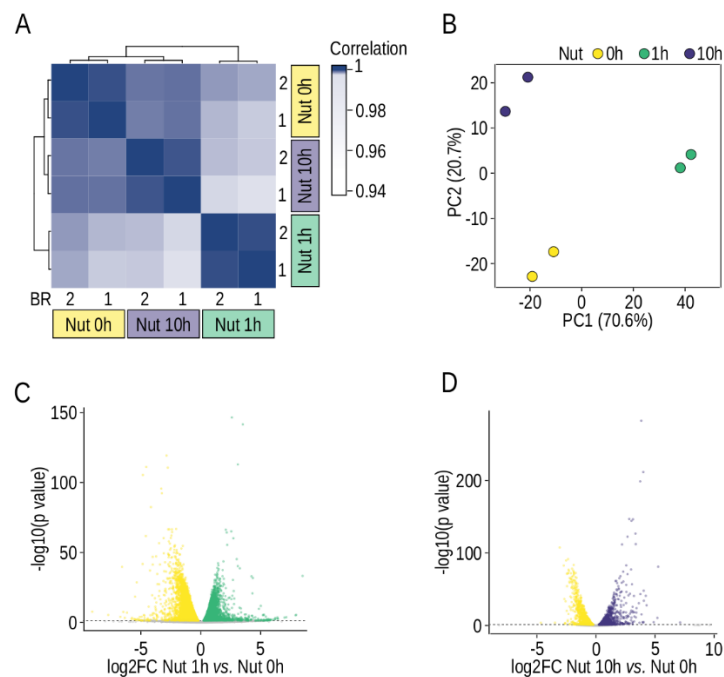 A
Correlation
1
0.98
0.96
0.94
2
1
2
1
2
1
Nut 0h
Nut 10h
Nut 1h
BR 2 1 2 1 2 1
Nut 0h Nut 10h Nut 1h
B
Nut 0h 1h 10h
PC2 (20.7%)
20
10
0
-10
-20
-20 0 20 40
PC1 (70.6%)
C
-log10(p value)
150
100
50
0
-5 0 5
log2FC Nut 1h vs. Nut 0h
D
-log10(p value)
200
100
0
-5 0 5 10
log2FC Nut 10h vs. Nut 0h